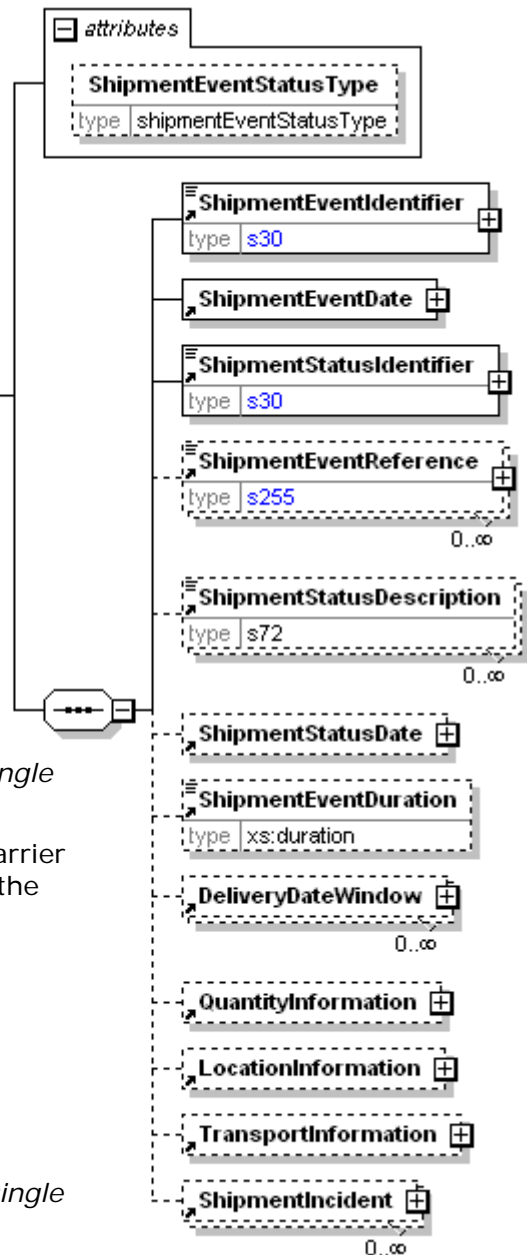 attributes
ShipmentEventStatusType
type shipmentEventStatusType
ShipmentEventIdentifier
type s30
ShipmentEventDate
ShipmentStatusIdentifier
type s30
ShipmentEventReference
type s255
0..∞
ShipmentStatusDescription
type s72
0..∞
ShipmentStatusDate
ngle
ShipmentEventDuration
type xs:duration
arrier
the
DeliveryDateWindow
0..∞
QuantityInformation
LocationInformation
TransportInformation
ingle
ShipmentIncident
0..∞